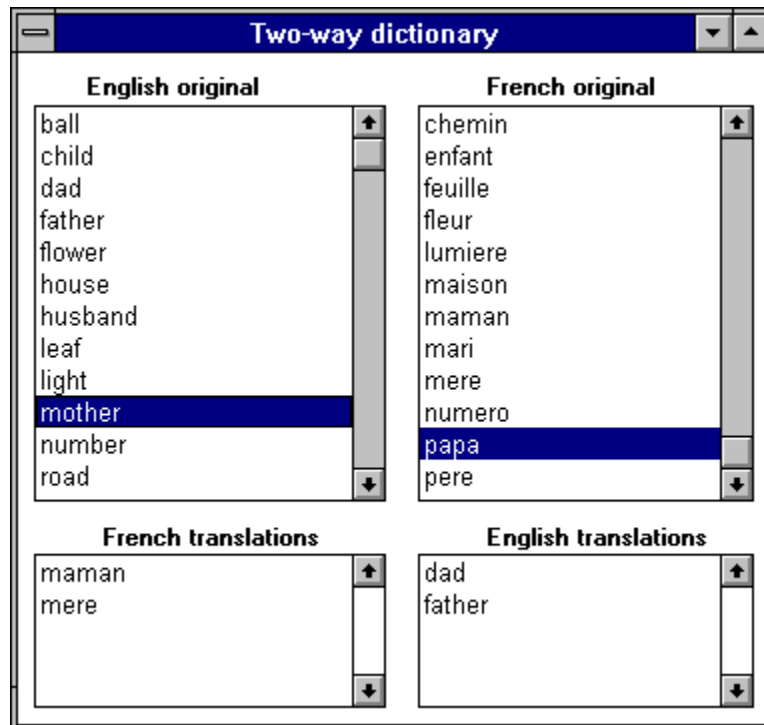 Two-way dictionary
English original
ball
child
dad
father
flower
house
husband
leaf
light
mother
number
road
French original
chemin
enfant
feuille
fleur
lumiere
maison
maman
mari
mere
numero
papa
pere
French translations
maman
mere
English translations
dad
father